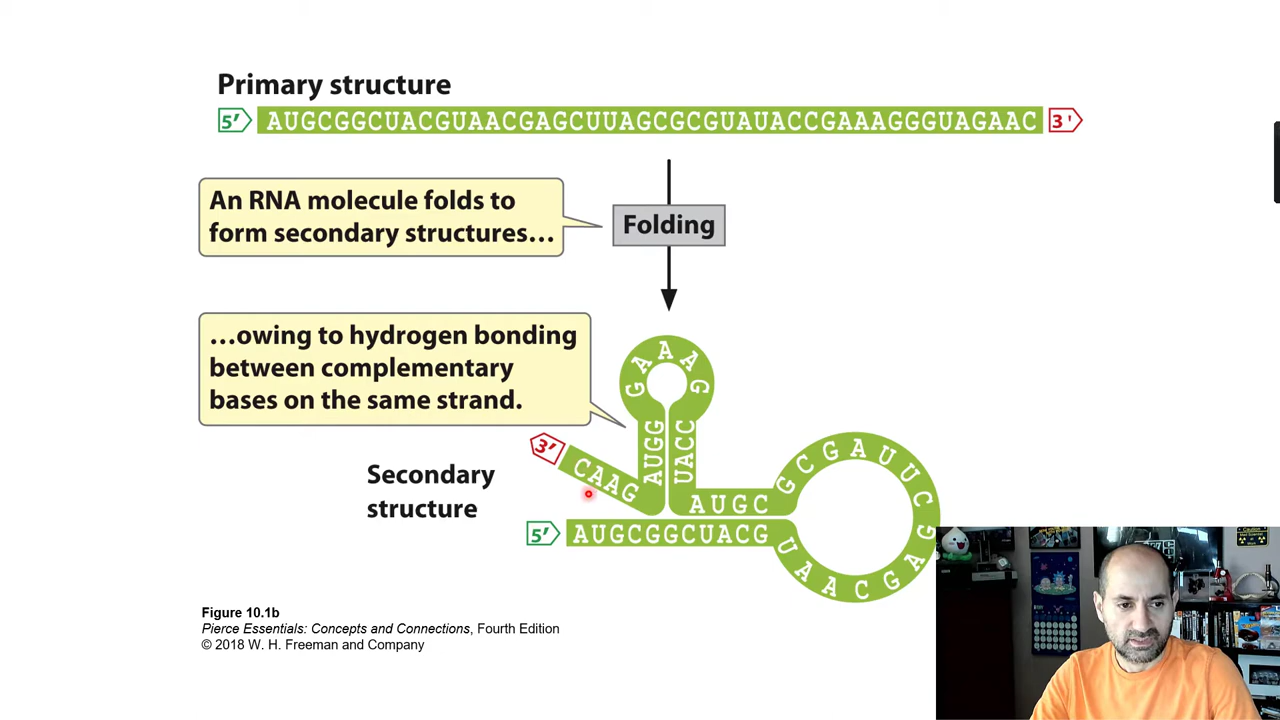 Primary structure
5′ AUGCGGCUACGUAACGAGCUUAGCGCGUAUACCGAAAGGGUAGAAC 3'
An RNA molecule folds to
form secondary structures…
Folding
…owing to hydrogen bonding
between complementary
bases on the same strand.
GAAAG
AUGG
UACC
3′ CAAG
Secondary
structure
AUGC
GCGAUUCG
5′ AUGCGGCUACG
UAACGA
Figure 10.1b
Pierce Essentials: Concepts and Connections, Fourth Edition
© 2018 W. H. Freeman and Company